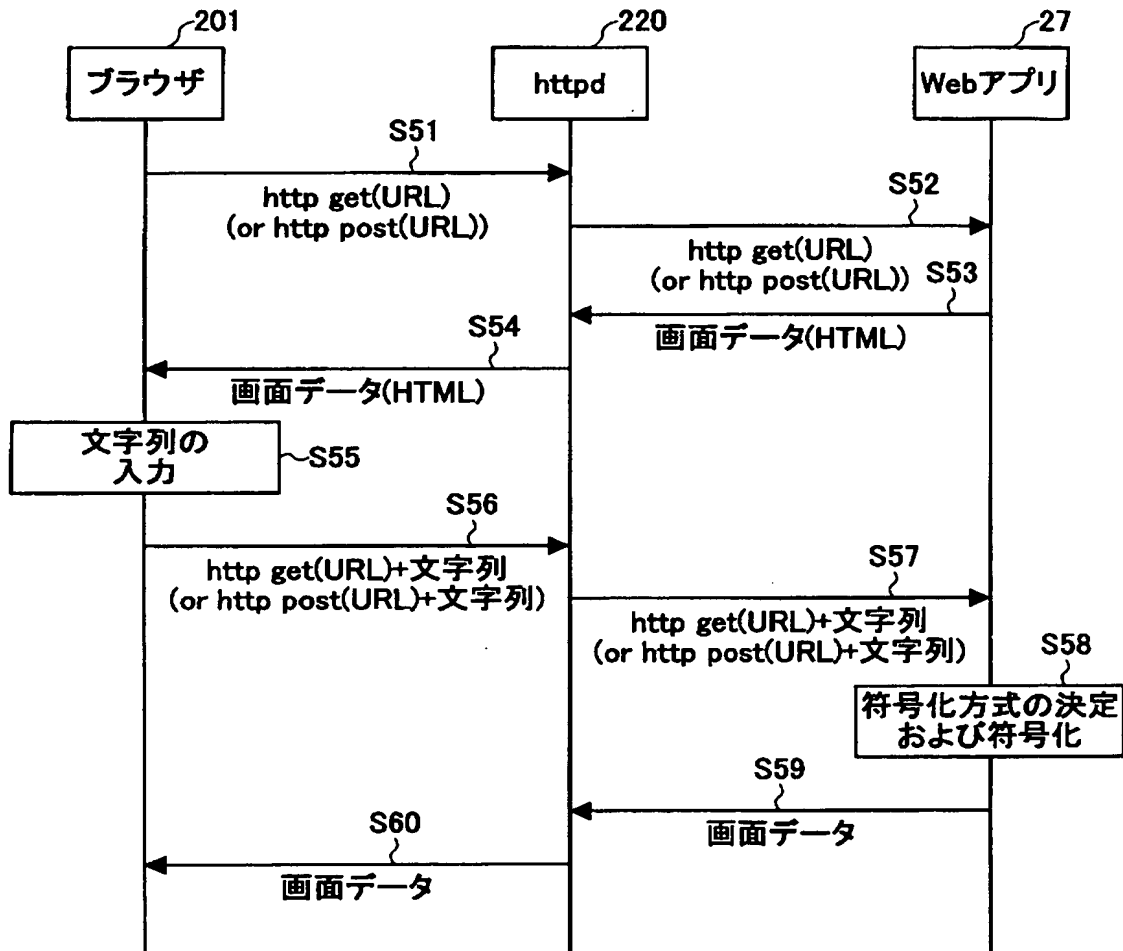 201
220
27
ブラウザ
httpd
Webアプリ
S51
http get(URL)
(or http post(URL))
S52
http get(URL)
(or http post(URL))
S53
画面データ(HTML)
S54
画面データ(HTML)
文字列の
入力
S55
S56
http get(URL)+文字列
(or http post(URL)+文字列)
S57
http get(URL)+文字列
(or http post(URL)+文字列)
S58
符号化方式の決定
および符号化
S59
画面データ
S60
画面データ